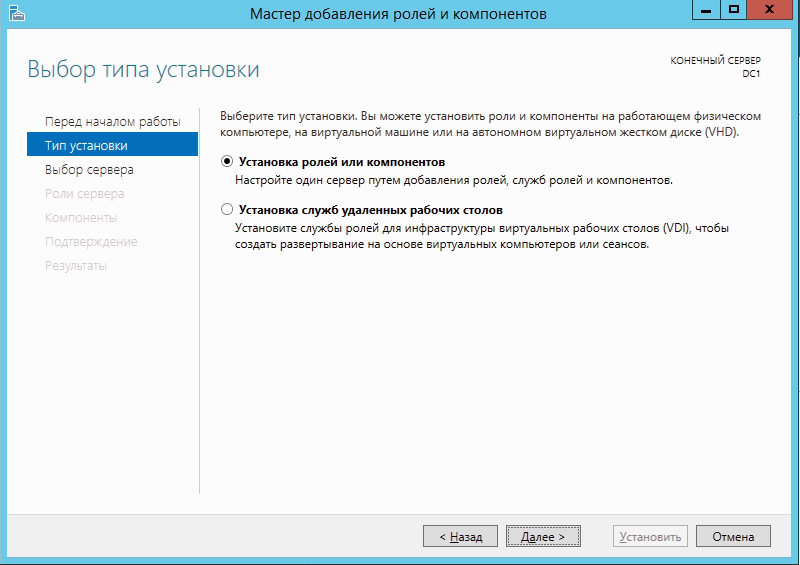 Мастер добавления ролей и компонентов
Выбор типа установки
КОНЕЧНЫЙ СЕРВЕР
DC1
Перед началом работы
Тип установки
Выбор сервера
Роли сервера
Компоненты
Подтверждение
Результаты
Выберите тип установки. Вы можете установить роли и компоненты на работающем физическом
компьютере, на виртуальной машине или на автономном виртуальном жестком диске (VHD).
Установка ролей или компонентов
Настройте один сервер путем добавления ролей, служб ролей и компонентов.
Установка служб удаленных рабочих столов
Установите службы ролей для инфраструктуры виртуальных рабочих столов (VDI), чтобы
создать развертывание на основе виртуальных компьютеров или сеансов.
< Назад
Далее >
Установить
Отмена